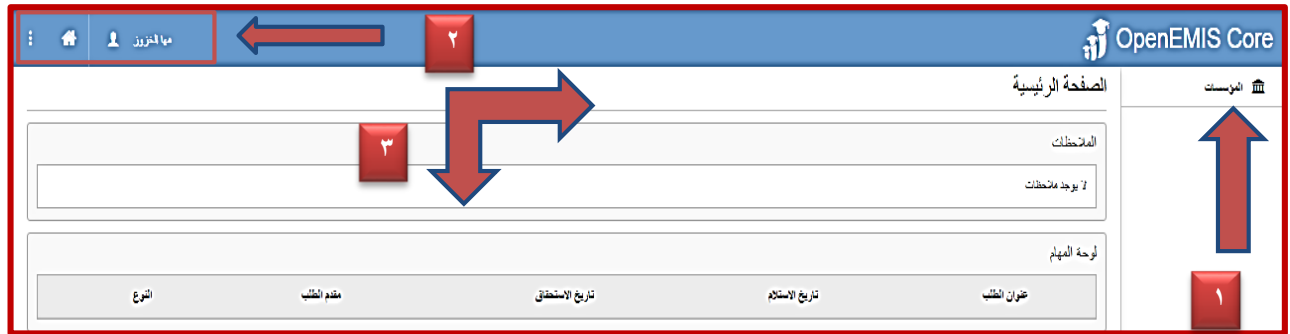 OpenEMIS Core
٢
مها الخزوز
المؤسسات
الصفحة الرئيسية
الملاحظات
٣
لا يوجد ملاحظات
لوحة المهام
عنوان الطلب تاريخ الاستلام تاريخ الاستحقاق مقدم الطلب النوع
١